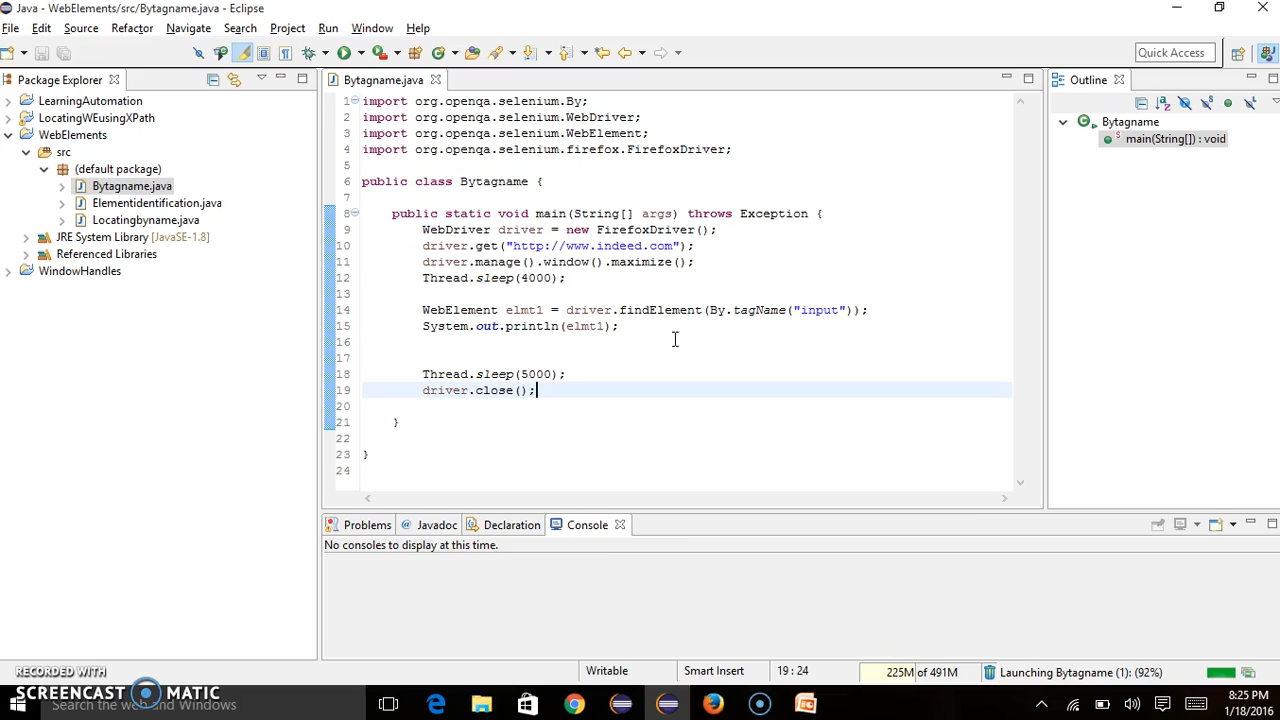 Java - WebElements/src/Bytagname.java - Eclipse
File Edit Source Refactor Navigate Search Project Run Window Help
Quick Access
Package Explorer
Bytagname.java
Outline
LearningAutomation
LocatingWEusingXPath
WebElements
src
(default package)
Bytagname.java
Elementidentification.java
Locatingbyname.java
JRE System Library [JavaSE-1.8]
Referenced Libraries
WindowHandles
1 import org.openqa.selenium.By;
2 import org.openqa.selenium.WebDriver;
3 import org.openqa.selenium.WebElement;
4 import org.openqa.selenium.firefox.FirefoxDriver;
5
6 public class Bytagname {
7
8 public static void main(String[] args) throws Exception {
9 WebDriver driver = new FirefoxDriver();
10 driver.get("http://www.indeed.com");
11 driver.manage().window().maximize();
12 Thread.sleep(4000);
13
14 WebElement elmt1 = driver.findElement(By.tagName("input"));
15 System.out.println(elmt1);
16
17
18 Thread.sleep(5000);
19 driver.close();
20
21 }
22
23 }
24
Bytagname
main(String[]) : void
Problems Javadoc Declaration Console
No consoles to display at this time.
Writable Smart Insert 19 : 24 225M of 491M Launching Bytagname (1): (92%)
RECORDED WITH
SCREENCAST MATIC
Search the web and Windows
8:25 PM
1/18/2016